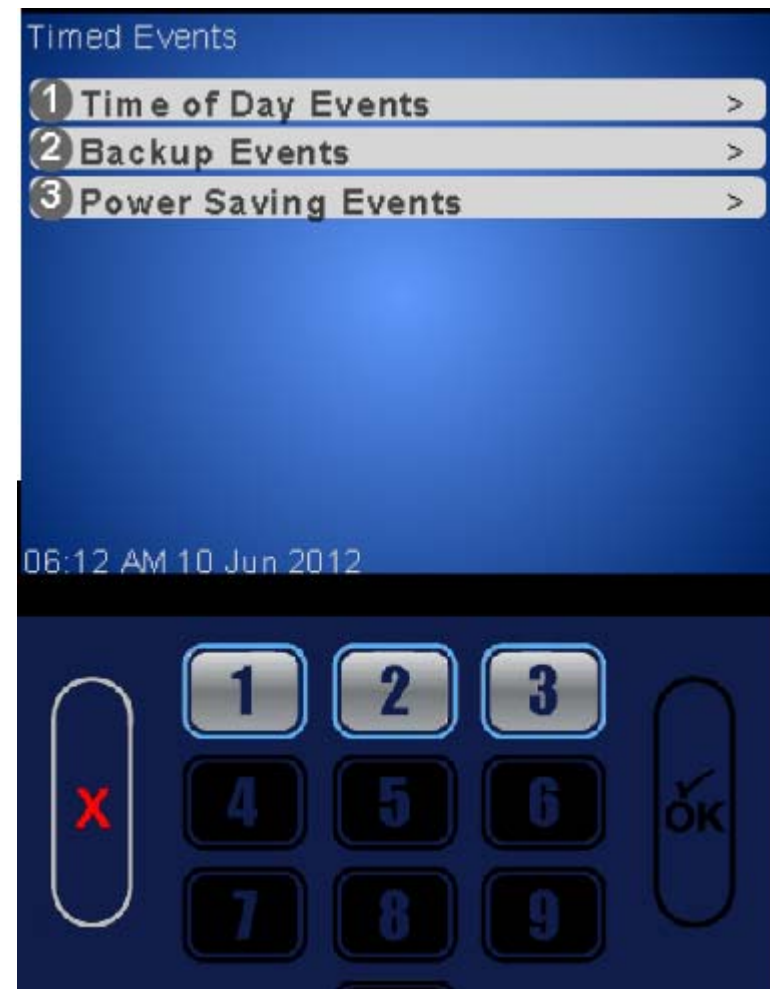 Timed Events
1 Time of Day Events >
2 Backup Events >
3 Power Saving Events >
06:12 AM 10 Jun 2012
1 2 3
X 4 5 6 OK
7 8 9